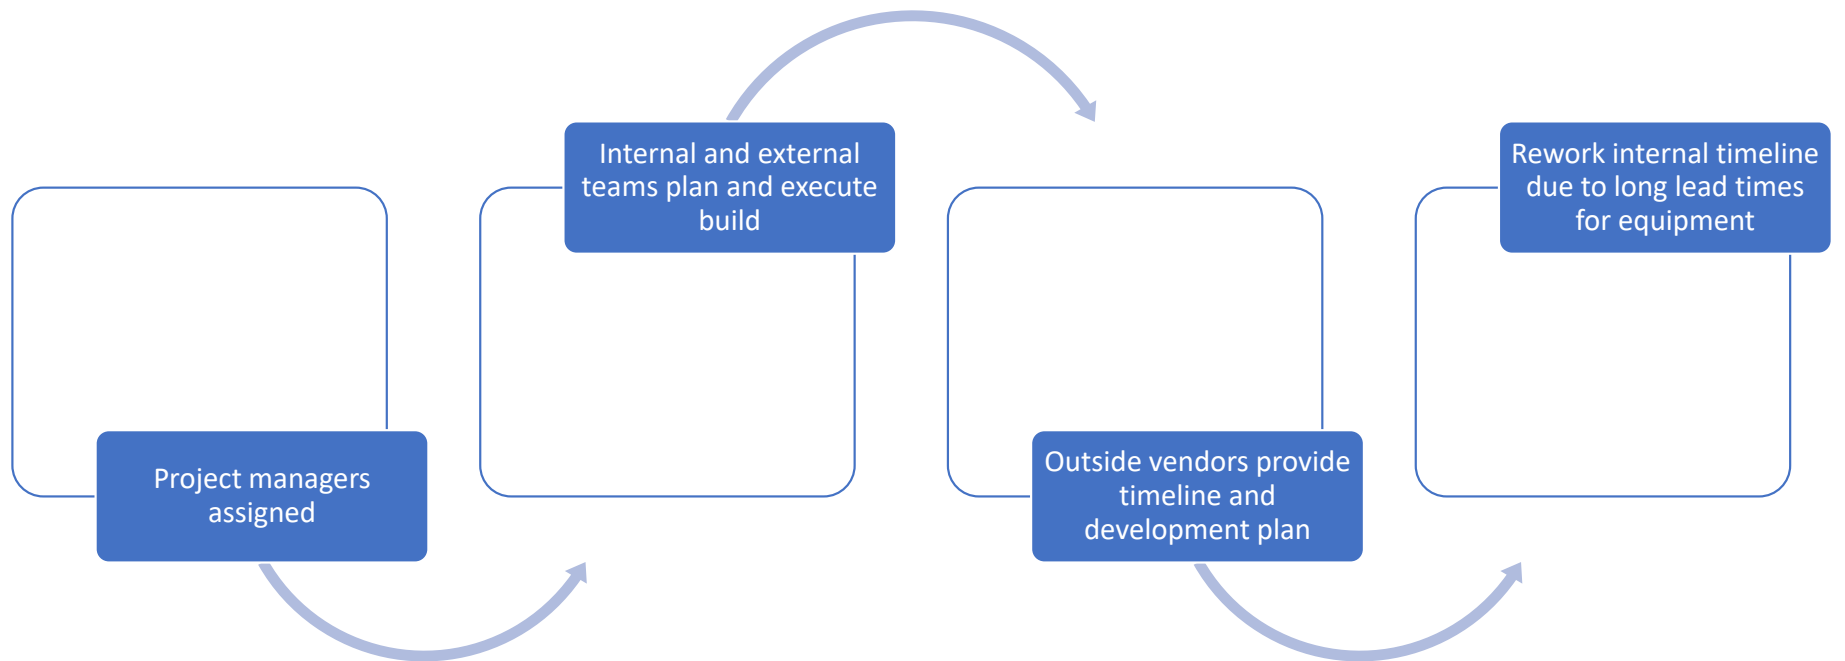 Project managers
assigned
Internal and external
teams plan and execute
build
Outside vendors provide
timeline and
development plan
Rework internal timeline
due to long lead times
for equipment